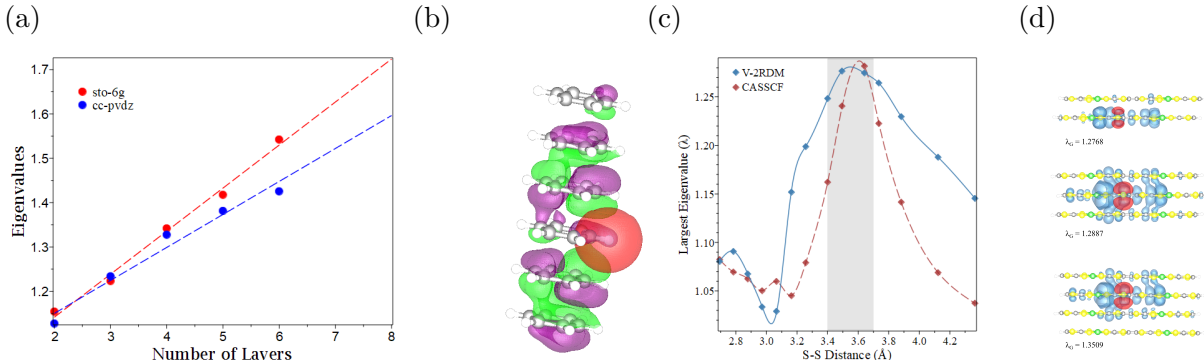 (a)
1.7
1.6
1.5
1.4
1.3
1.2
Eigenvalues
sto-6g
cc-pvdz
2 3 4 5 6 7 8
Number of Layers
(b)
(c)
1.25
1.20
1.15
1.10
1.05
Largest Eigenvalue (λ)
V-2RDM
CASSCF
2.8 3.0 3.2 3.4 3.6 3.8 4.0 4.2
S-S Distance (Å)
(d)
λG = 1.2768
λG = 1.2887
λG = 1.3509